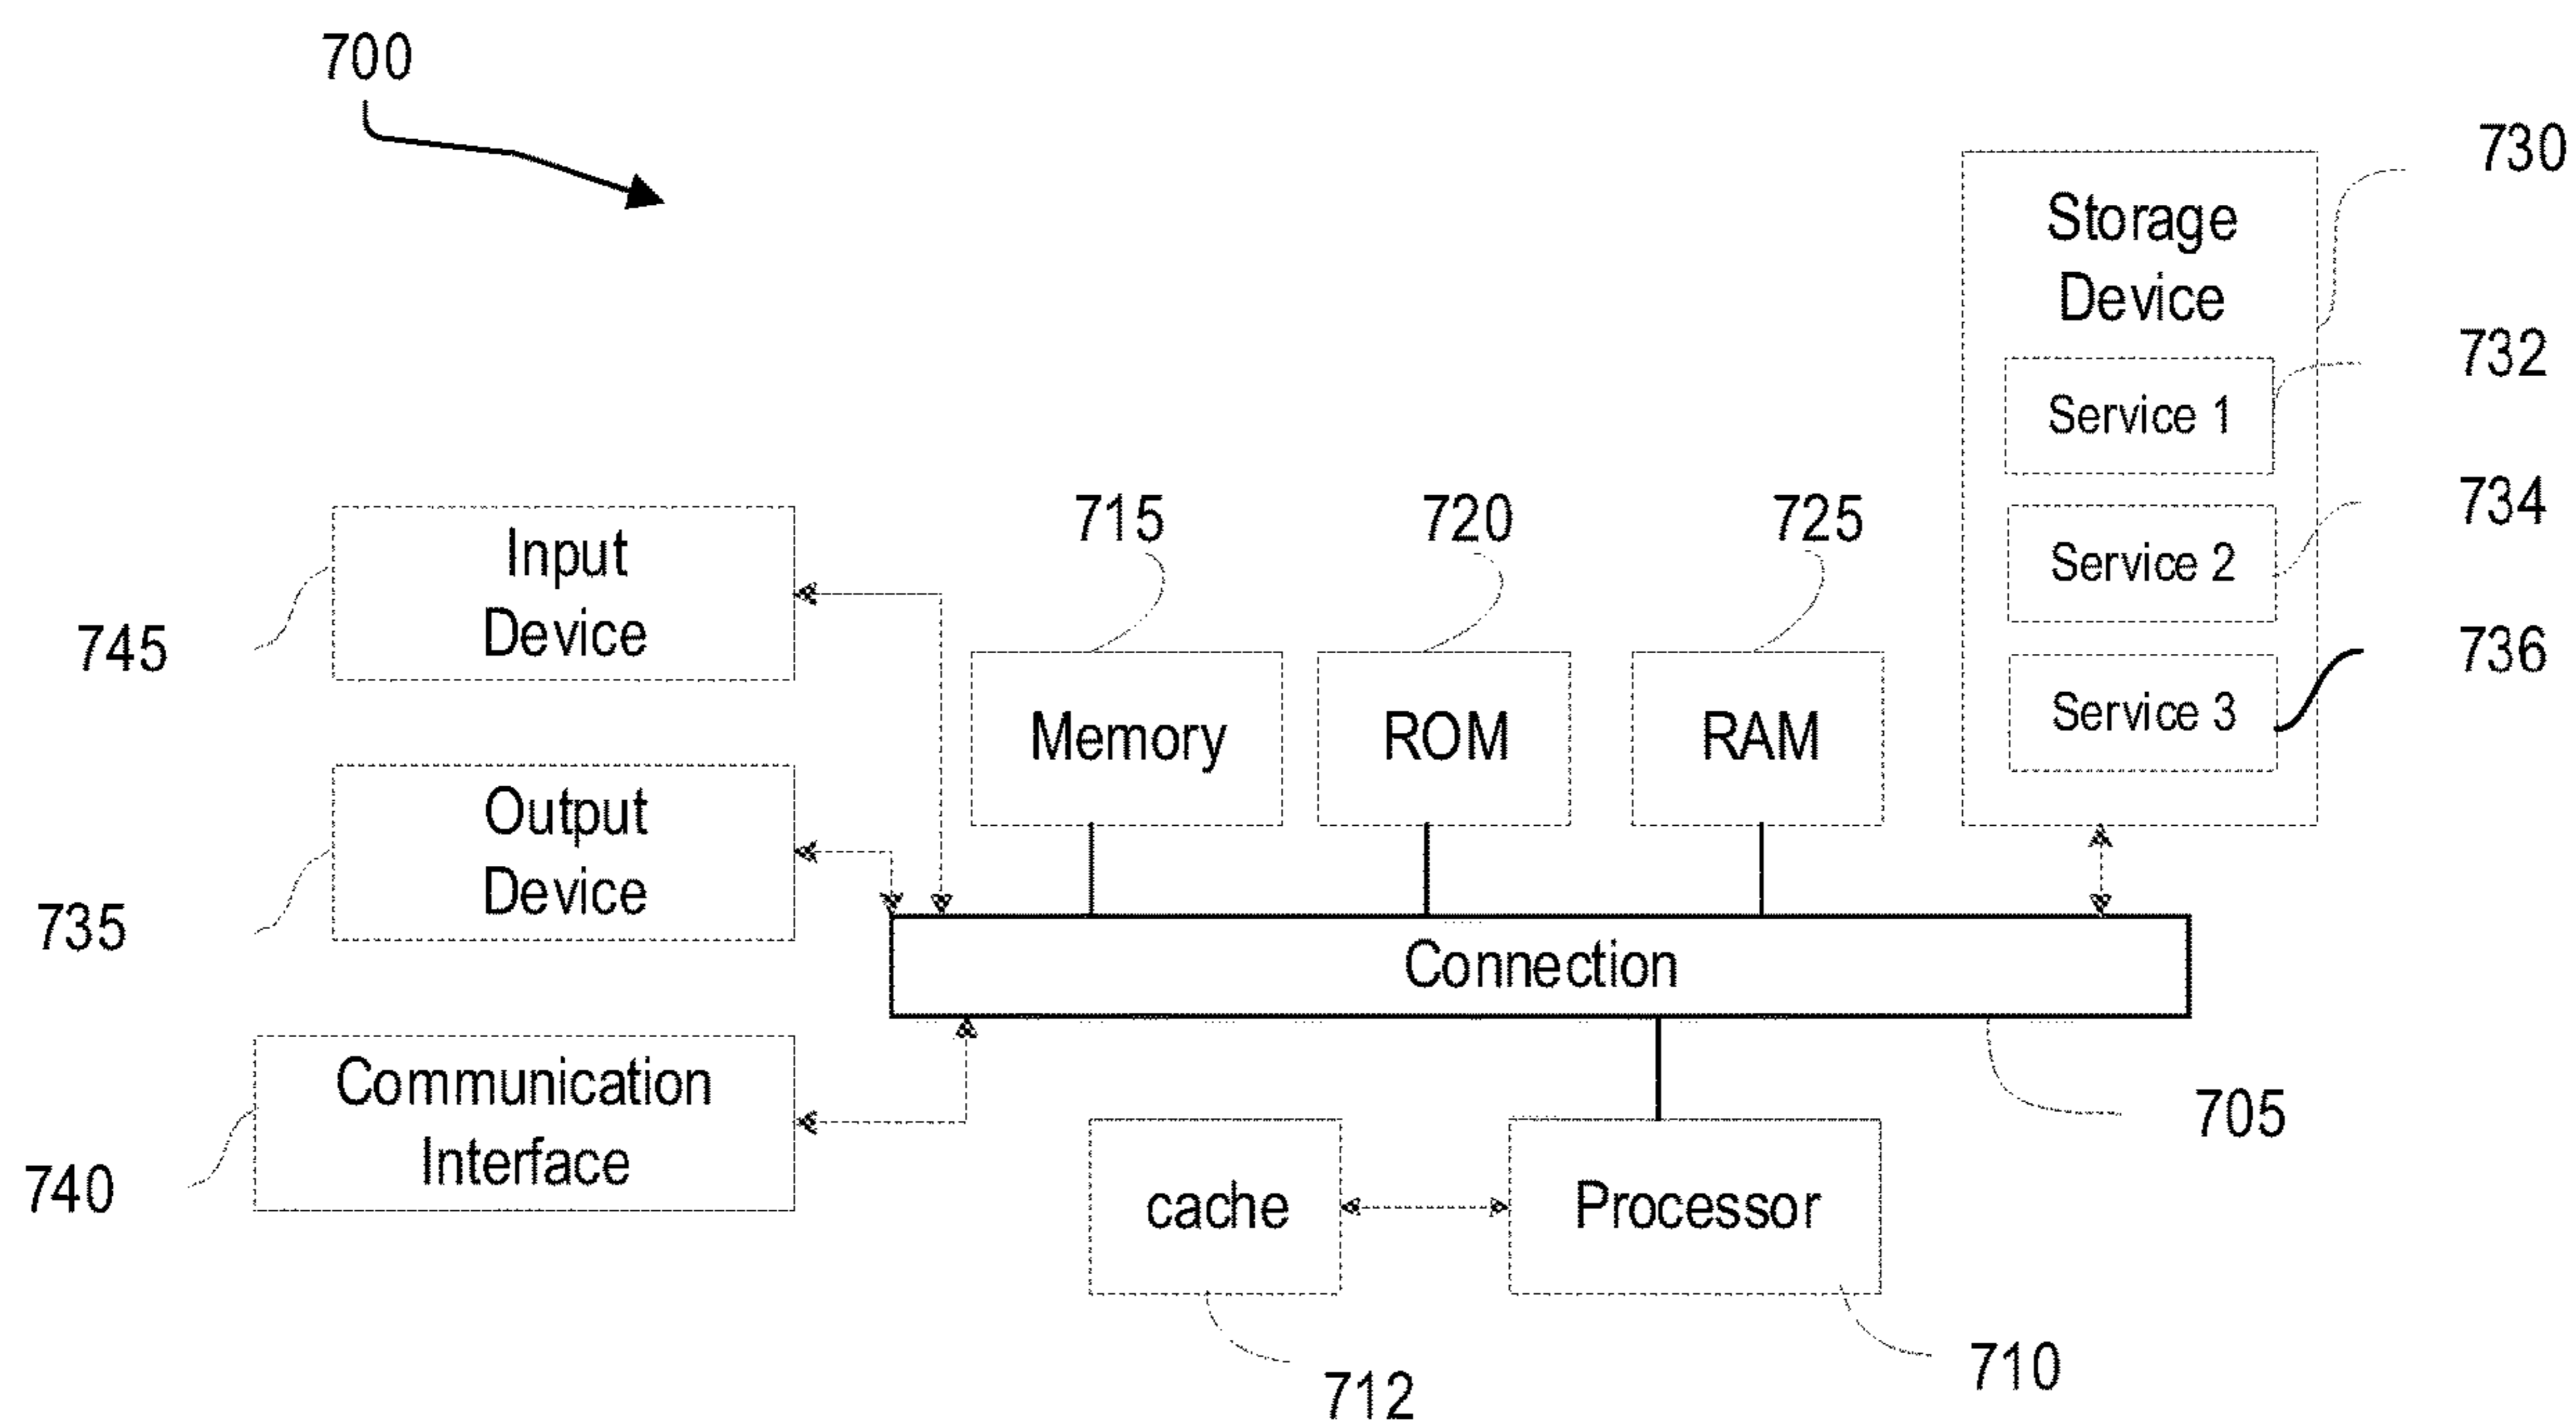 700
730
Storage
Device
732
Service 1
734
Service 2
736
Service 3
715
720
725
Input
Device
745
Memory
ROM
RAM
Output
Device
735
Connection
Communication
Interface
740
705
cache
Processor
712
710